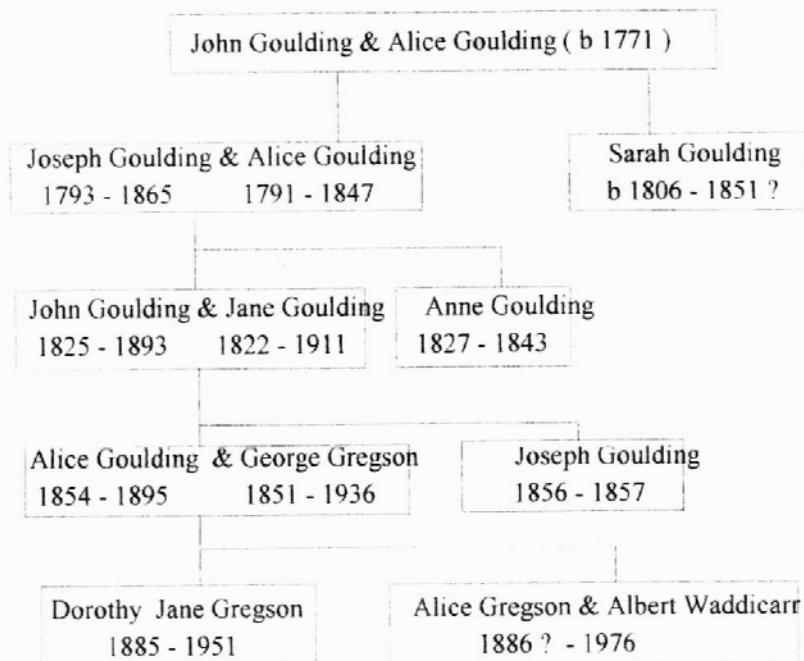 John Goulding & Alice Goulding ( b 1771 )
Joseph Goulding & Alice Goulding
1793 - 1865 1791 - 1847
Sarah Goulding
b 1806 - 1851 ?
John Goulding & Jane Goulding
1825 - 1893 1822 - 1911
Anne Goulding
1827 - 1843
Alice Goulding & George Gregson
1854 - 1895 1851 - 1936
Joseph Goulding
1856 - 1857
Dorothy Jane Gregson
1885 - 1951
Alice Gregson & Albert Waddicarr
1886 ? - 1976